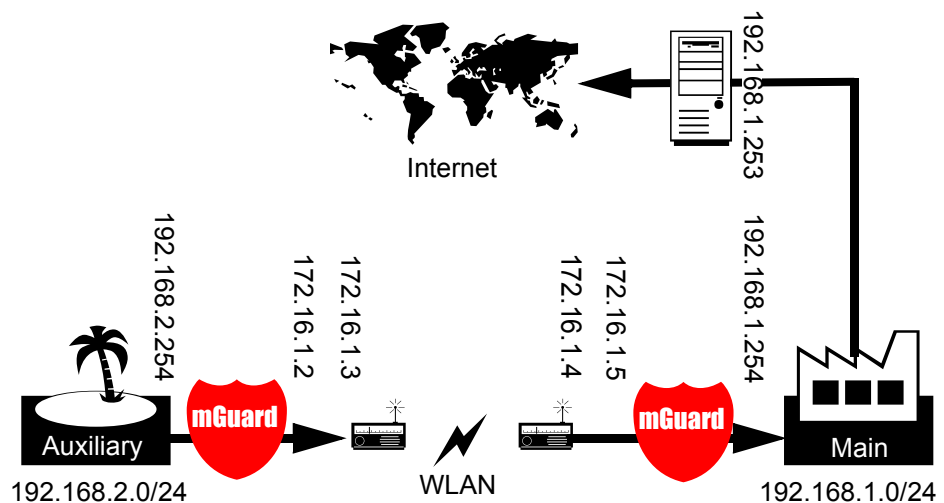 192.168.1.253
Internet
192.168.2.254
172.16.1.2
172.16.1.3
172.16.1.4
172.16.1.5
192.168.1.254
mGuard
mGuard
Auxiliary
WLAN
Main
192.168.2.0/24
192.168.1.0/24